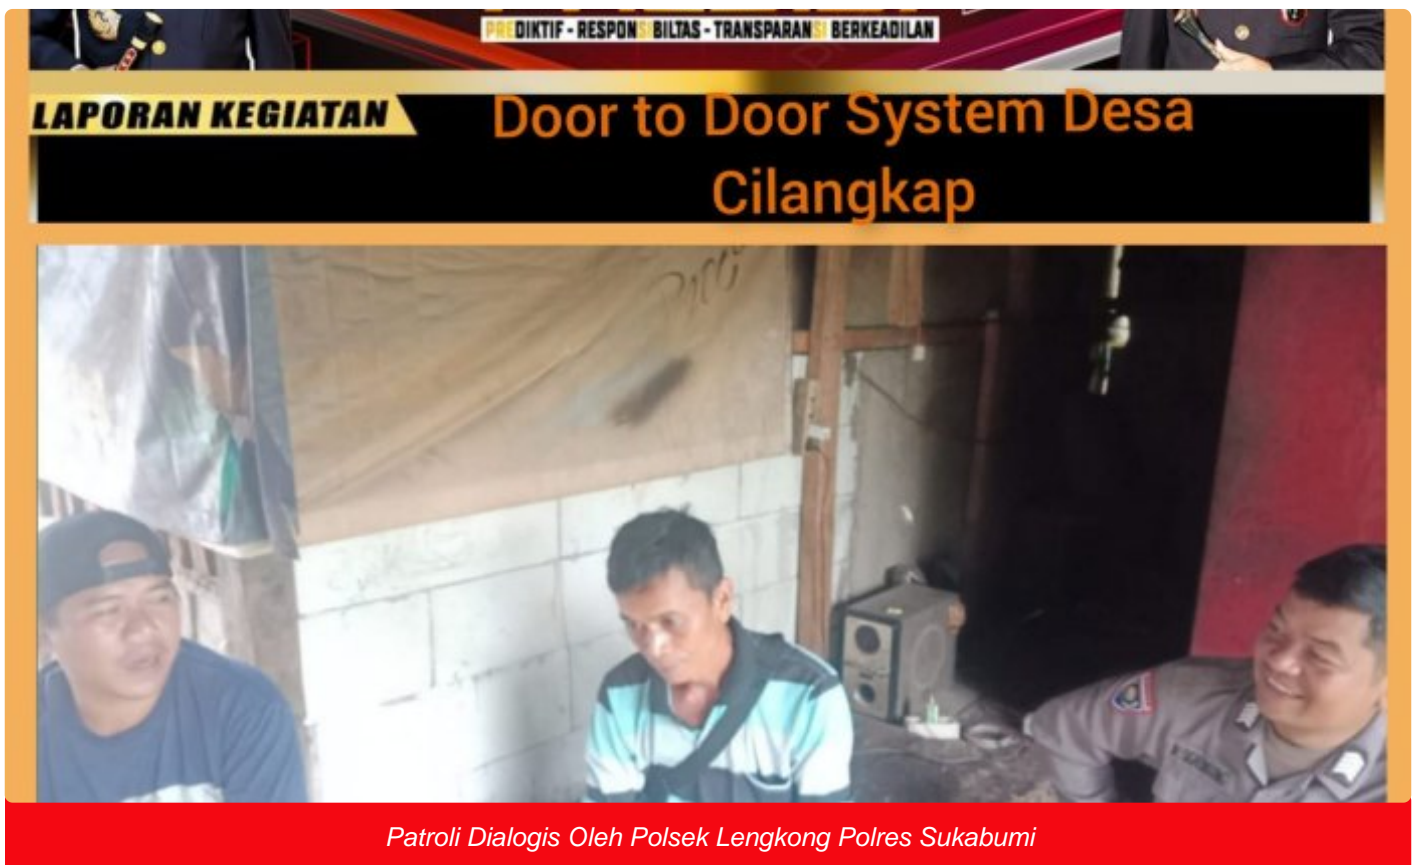 PREDIKTIF - RESPONSIBILTAS - TRANSPARANSI BERKEADILAN
LAPORAN KEGIATAN
Door to Door System Desa
Cilangkap
Patroli Dialogis Oleh Polsek Lengkong Polres Sukabumi